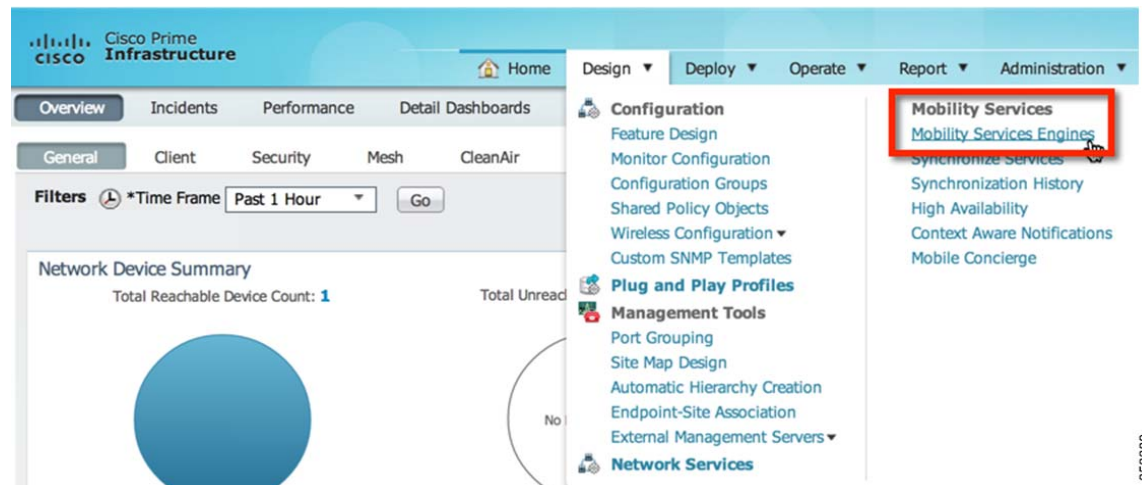 Cisco Prime
CISCO Infrastructure
Home
Design
Deploy
Operate
Report
Administration
Overview
Incidents
Performance
Detail Dashboards
General
Client
Security
Mesh
CleanAir
Filters *Time Frame Past 1 Hour Go
Network Device Summary
Total Reachable Device Count: 1
Total Unreac
No
Configuration
Feature Design
Monitor Configuration
Configuration Groups
Shared Policy Objects
Wireless Configuration
Custom SNMP Templates
Plug and Play Profiles
Management Tools
Port Grouping
Site Map Design
Automatic Hierarchy Creation
Endpoint-Site Association
External Management Servers
Network Services
Mobility Services
Mobility Services Engines
Synchronize Services
Synchronization History
High Availability
Context Aware Notifications
Mobile Concierge